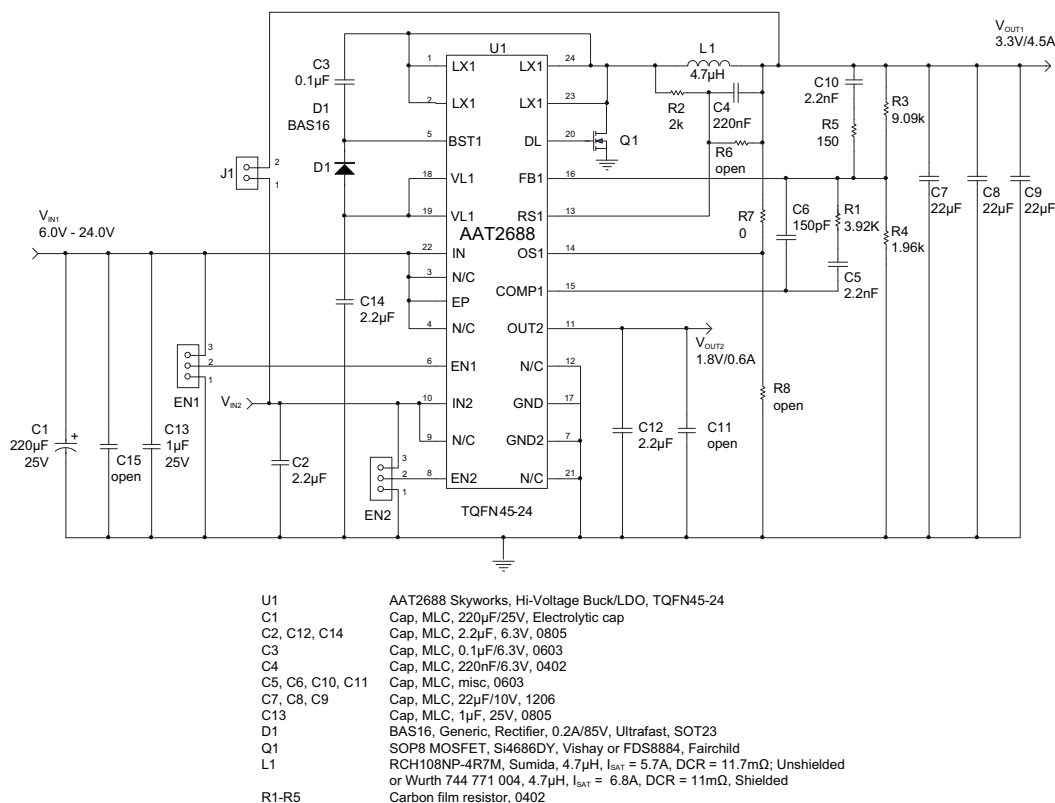 U1
V_OUT1
3.3V/4.5A
C3
0.1µF
1
LX1
LX1
24
L1
4.7µH
C10
2.2nF
R3
9.09k
2
LX1
LX1
23
R2
2k
C4
220nF
D1
BAS16
5
BST1
DL
20
Q1
R5
150
R6
open
J1
2
1
D1
18
VL1
FB1
16
C7
22µF
C8
22µF
C9
22µF
19
VL1
RS1
13
R7
0
C6
150pF
R1
3.92K
R4
1.96k
V_IN1
6.0V - 24.0V
AAT2688
22
IN
OS1
14
3
N/C
C5
2.2nF
C14
2.2µF
EP
COMP1
15
4
N/C
OUT2
11
V_OUT2
1.8V/0.6A
3
2
1
EN1
6
EN1
N/C
12
R8
open
V_IN2
10
IN2
GND
17
C1
220µF
25V
+
C15
open
C13
1µF
25V
C2
2.2µF
9
N/C
GND2
7
C12
2.2µF
C11
open
3
2
1
EN2
8
EN2
N/C
21
TQFN45-24
U1 AAT2688 Skyworks, Hi-Voltage Buck/LDO, TQFN45-24
C1 Cap, MLC, 220µF/25V, Electrolytic cap
C2, C12, C14 Cap, MLC, 2.2µF, 6.3V, 0805
C3 Cap, MLC, 0.1µF/6.3V, 0603
C4 Cap, MLC, 220nF/6.3V, 0402
C5, C6, C10, C11 Cap, MLC, misc, 0603
C7, C8, C9 Cap, MLC, 22µF/10V, 1206
C13 Cap, MLC, 1µF, 25V, 0805
D1 BAS16, Generic, Rectifier, 0.2A/85V, Ultrafast, SOT23
Q1 SOP8 MOSFET, Si4686DY, Vishay or FDS8884, Fairchild
L1 RCH108NP-4R7M, Sumida, 4.7µH, I_SAT = 5.7A, DCR = 11.7mΩ; Unshielded
or Wurth 744 771 004, 4.7µH, I_SAT = 6.8A, DCR = 11mΩ, Shielded
R1-R5 Carbon film resistor, 0402